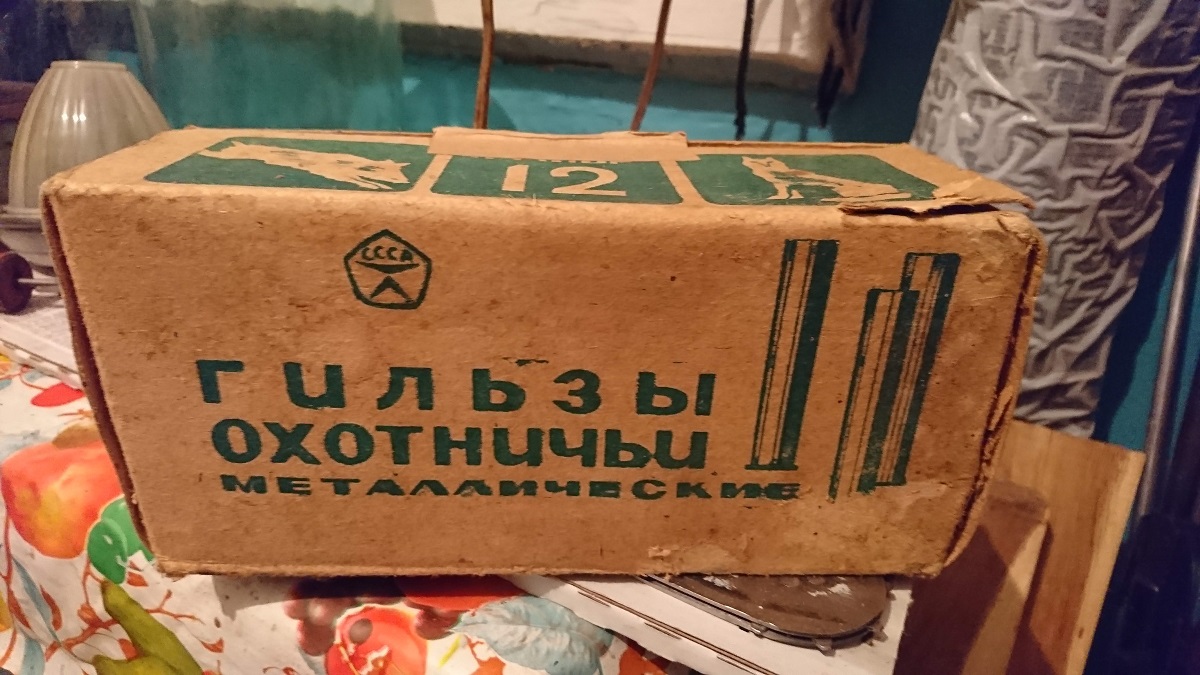 12
СССР
гильзы
охотничьи
металлические